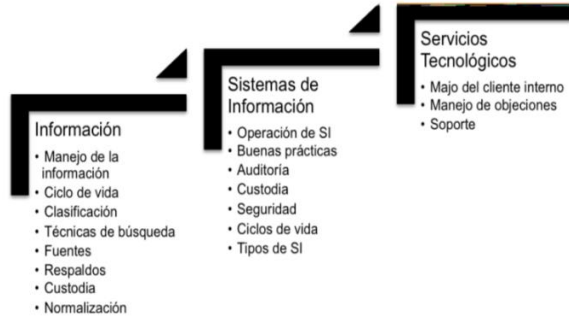 Información
• Manejo de la
información
• Ciclo de vida
• Clasificación
• Técnicas de búsqueda
• Fuentes
• Respaldos
• Custodia
• Normalización
Sistemas de
Información
• Operación de SI
• Buenas prácticas
• Auditoría
• Custodia
• Seguridad
• Ciclos de vida
• Tipos de SI
Servicios
Tecnológicos
• Majo del cliente interno
• Manejo de objeciones
• Soporte